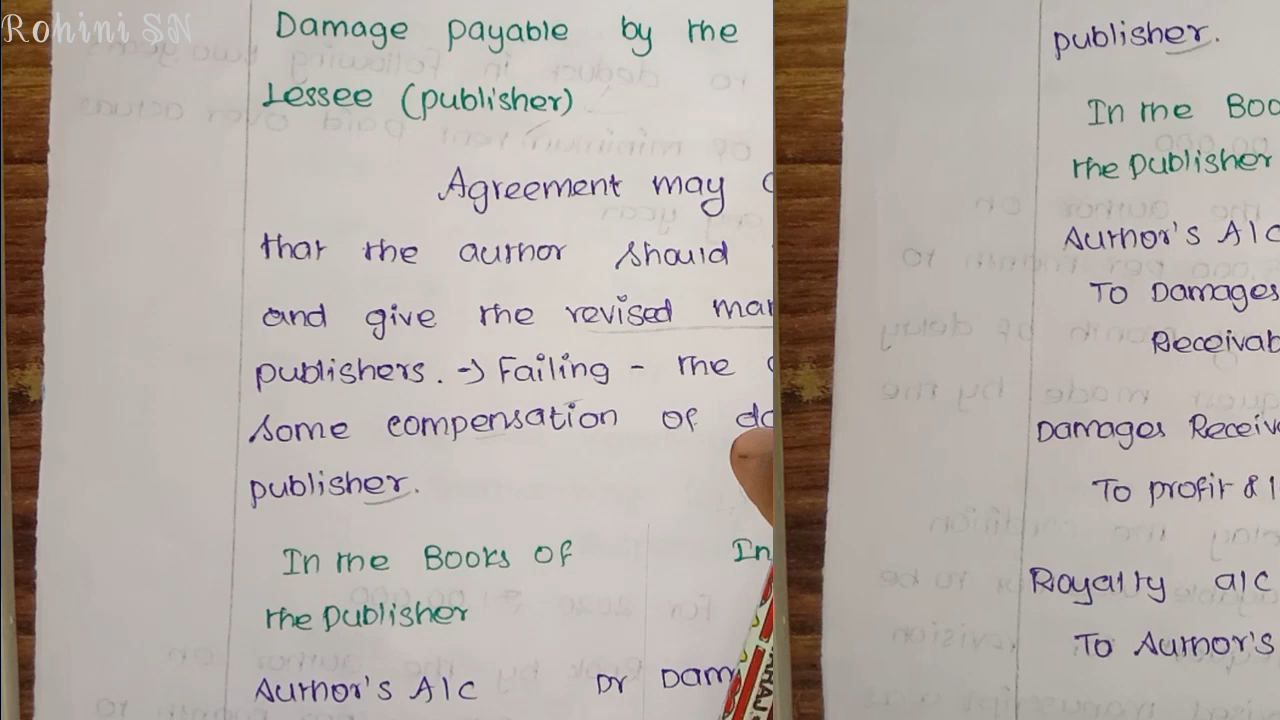 Rohini SN
Damage payable by the
Lessee (publisher)
Agreement may
that the author should
and give the revised
publishers. → Failing - the
some compensation of
publisher.
In the Books of
In
the publisher
Author's A/c Dr
publisher.
In the
the publisher
Author's A/c
To Damages
Damages
To profit &
Royalty a/c
To Author's